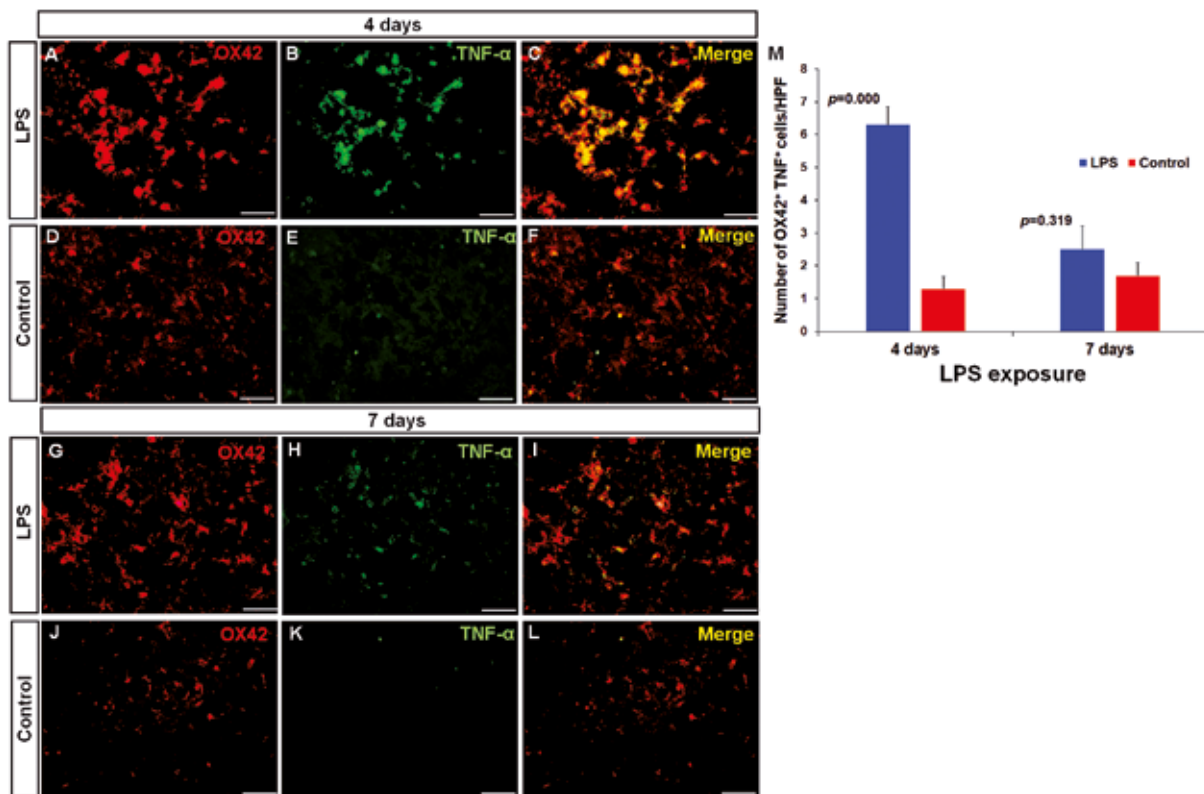 4 days
LPS
A OX42
B TNF-α
C Merge
Control
D OX42
E TNF-α
F Merge
7 days
LPS
G OX42
H TNF-α
I Merge
Control
J OX42
K TNF-α
L Merge
M
Number of OX42⁺ TNF⁺ cells/HPF
8
7
6
5
4
3
2
1
0
p=0.000
p=0.319
LPS Control
4 days 7 days
LPS exposure